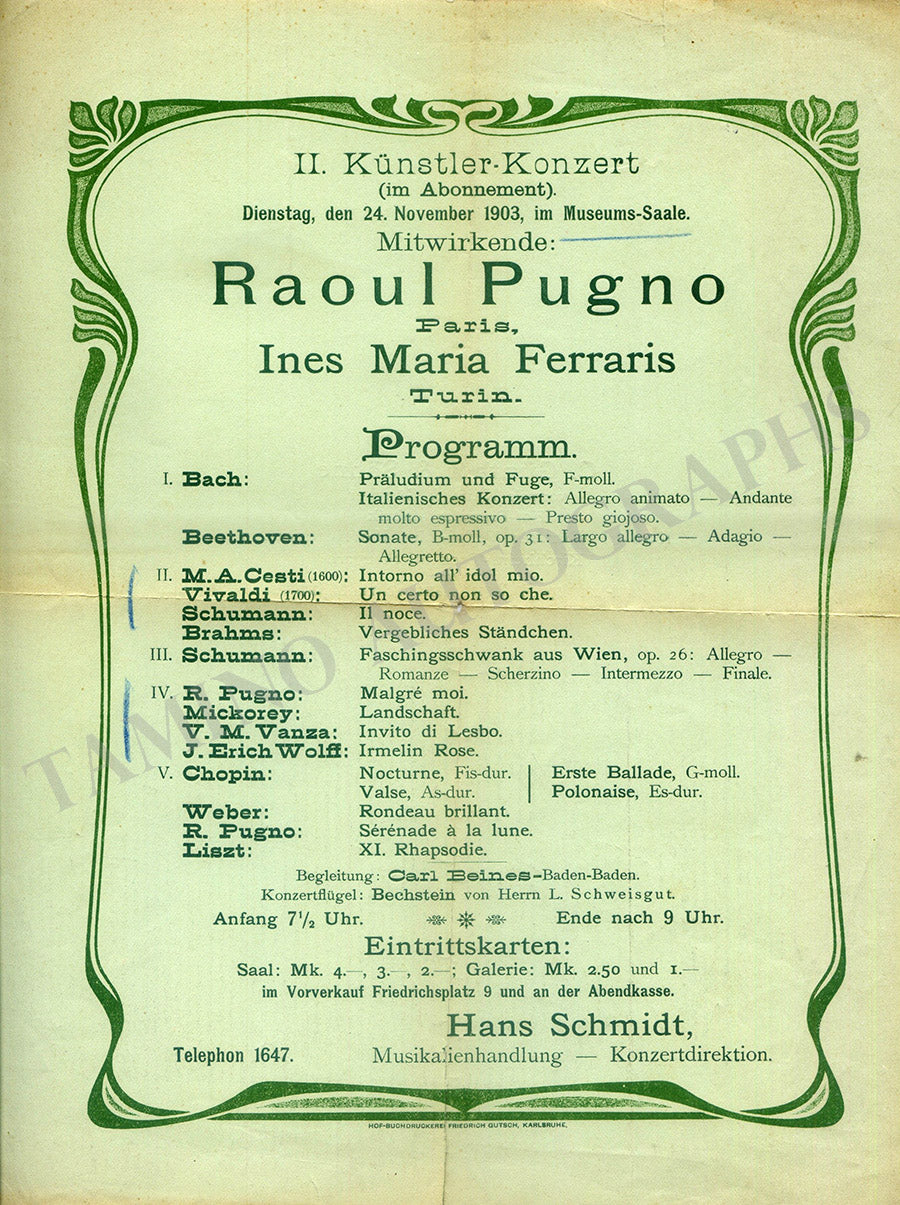 II. Künstler-Konzert
(im Abonnement).
Dienstag, den 24. November 1903, im Museums-Saale.
Mitwirkende:
Raoul Pugno
Paris,
Ines Maria Ferraris
Turin.
Programm.
I. Bach: Präludium und Fuge, F-moll.
Italienisches Konzert: Allegro animato — Andante
molto espressivo — Presto giojoso.
Beethoven: Sonate, B-moll, op. 31: Largo allegro — Adagio —
Allegretto.
II. M. A. Cesti (1600): Intorno all' idol mio.
Vivaldi (1700): Un certo non so che.
Schumann: Il noce.
Brahms: Vergebliches Ständchen.
III. Schumann: Faschingsschwank aus Wien, op. 26: Allegro —
Romanze — Scherzino — Intermezzo — Finale.
IV. R. Pugno: Malgré moi.
Mickorey: Landschaft.
V. M. Vanza: Invito di Lesbo.
J. Erich Wolff: Irmelin Rose.
V. Chopin: Nocturne, Fis-dur. | Erste Ballade, G-moll.
Valse, As-dur. | Polonaise, Es-dur.
Weber: Rondeau brillant.
R. Pugno: Sérénade à la lune.
Liszt: XI. Rhapsodie.
Begleitung: Carl Beines-Baden-Baden.
Konzertflügel: Bechstein von Herrn L. Schweisgut.
Anfang 7½ Uhr. Ende nach 9 Uhr.
Eintrittskarten:
Saal: Mk. 4.—, 3.—, 2.—; Galerie: Mk. 2.50 und 1.—
im Vorverkauf Friedrichsplatz 9 und an der Abendkasse.
Hans Schmidt,
Telephon 1647. Musikalienhandlung — Konzertdirektion.
HOF-BUCHDRUCKEREI FRIEDRICH GUTSCH, KARLSRUHE.
TAMINO AUTOGRAPHS